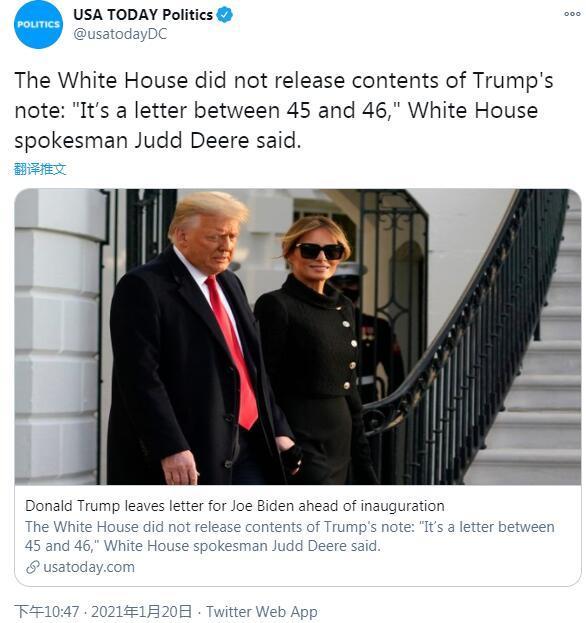 POLITICS
USA TODAY Politics
@usatodayDC
The White House did not release contents of Trump's
note: "It’s a letter between 45 and 46," White House
spokesman Judd Deere said.
翻译推文
Donald Trump leaves letter for Joe Biden ahead of inauguration
The White House did not release contents of Trump's note: "It’s a letter between
45 and 46," White House spokesman Judd Deere said.
usatoday.com
下午10:47 · 2021年1月20日 · Twitter Web App